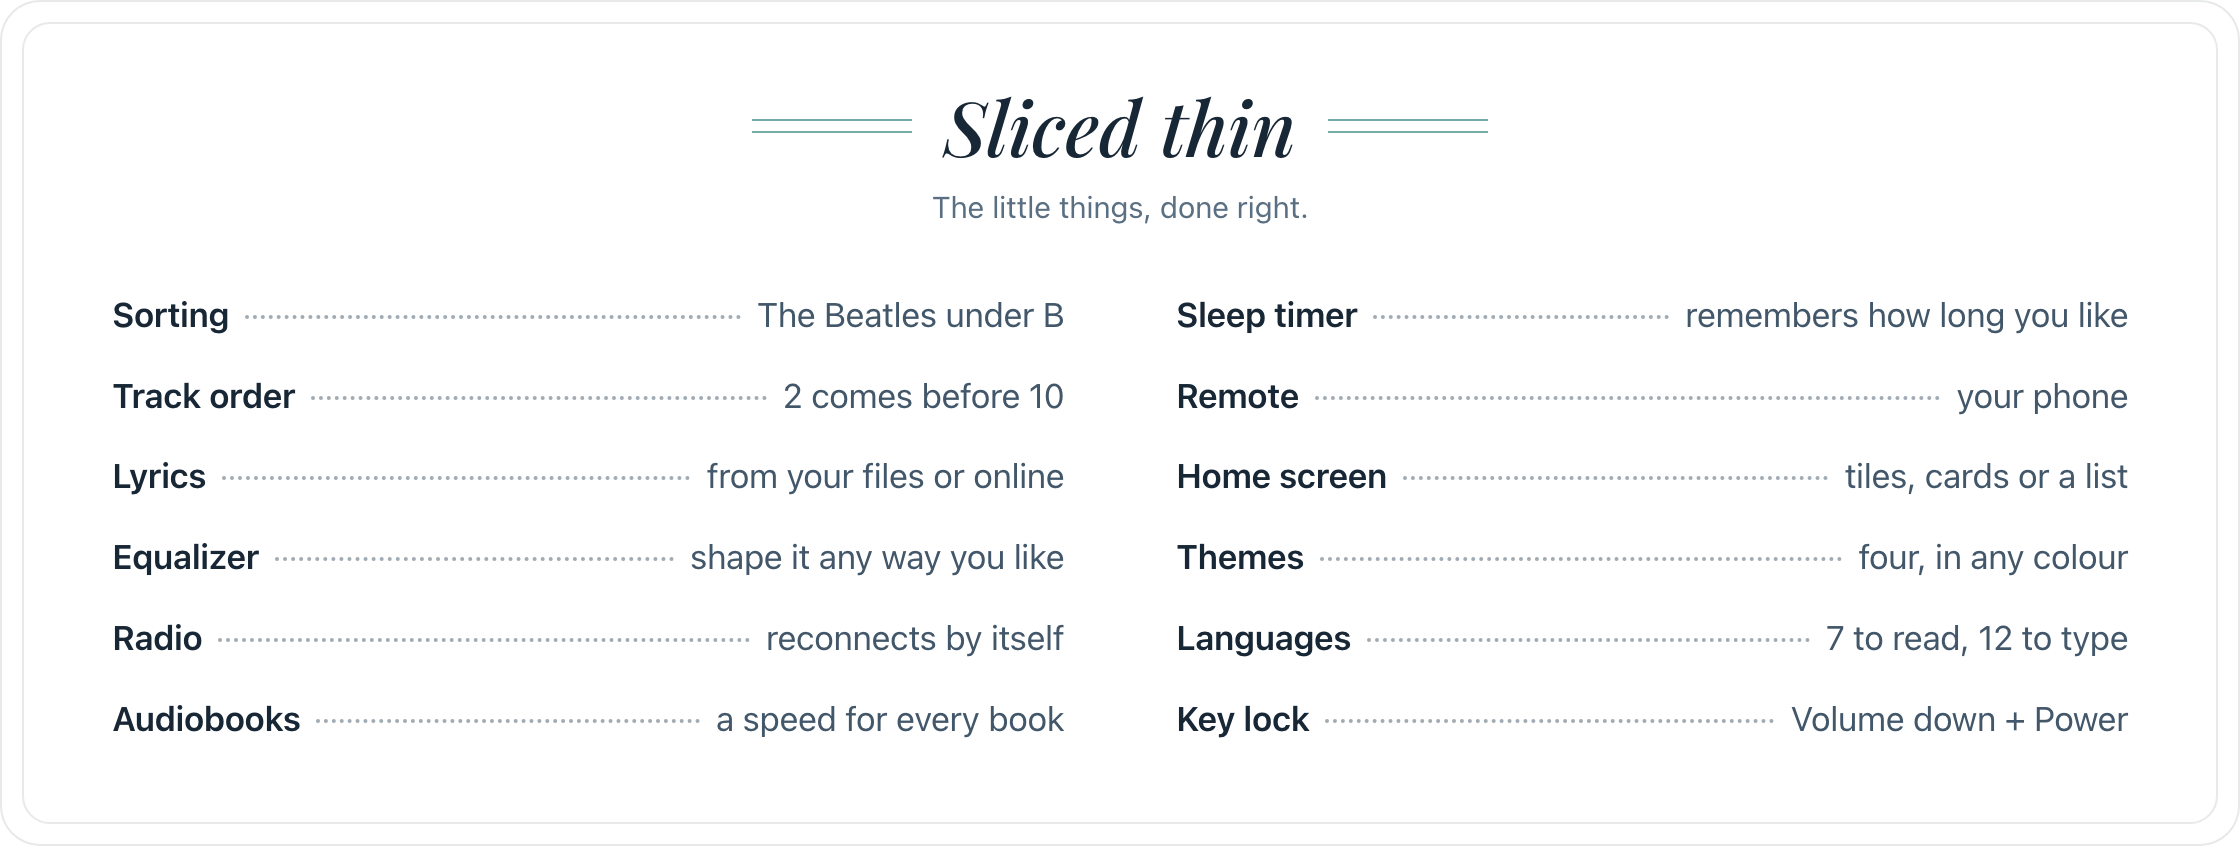 Sliced thin
The little things, done right.
Sorting The Beatles under B
Track order 2 comes before 10
Lyrics from your files or online
Equalizer shape it any way you like
Radio reconnects by itself
Audiobooks a speed for every book
Sleep timer remembers how long you like
Remote your phone
Home screen tiles, cards or a list
Themes four, in any colour
Languages 7 to read, 12 to type
Key lock Volume down + Power